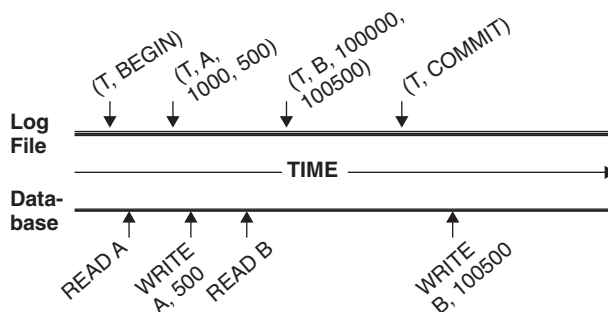 (T, BEGIN)
(T, A,
1000, 500)
(T, B, 100000,
100500)
(T, COMMIT)
Log
File
TIME
Data-
base
READ A
WRITE
A, 500
READ B
WRITE
B, 100500